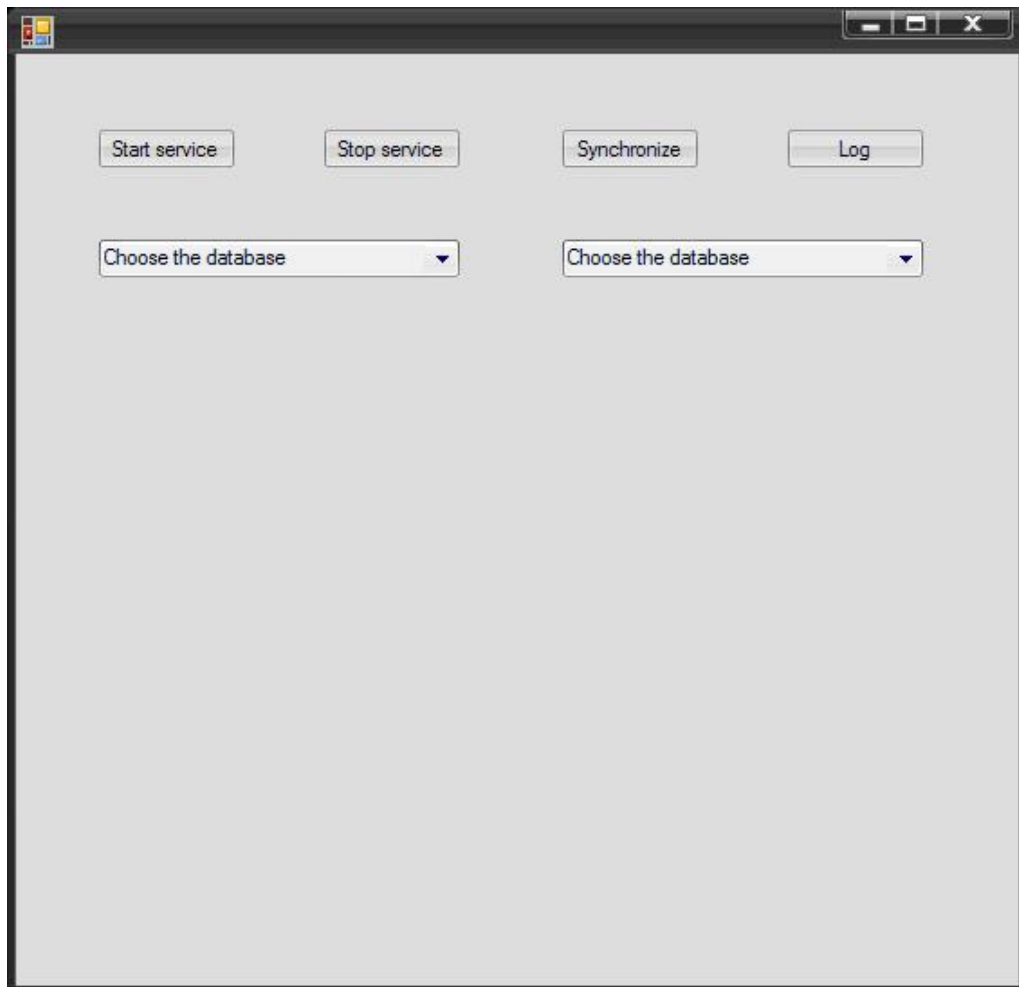 Start service
Stop service
Synchronize
Log
Choose the database
Choose the database